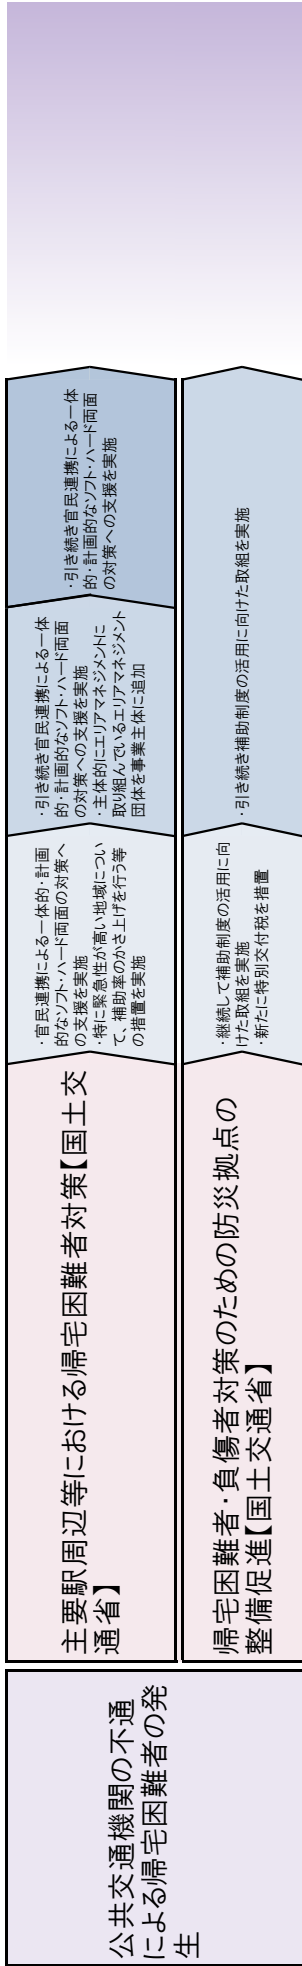 公共交通機関の不通
による帰宅困難者の発
生
主要駅周辺等における帰宅困難者対策【国土交
通省】
・官民連携による一体的・計画
的なソフト・ハード両面の対策へ
の支援を実施
・特に緊急性が高い地域につい
て、補助率のかさ上げを行う等
の措置を実施
・引き続き官民連携による一体
的・計画的なソフト・ハード両面
の対策への支援を実施
・主体的にエリアマネジメントに
取り組んでいるエリアマネジメント
団体を事業主体に追加
・引き続き官民連携による一体
的・計画的なソフト・ハード両面
の対策への支援を実施
帰宅困難者・負傷者対策のための防災拠点の
整備促進【国土交通省】
・継続して補助制度の活用に向
けた取組を実施
・新たに特別交付税を措置
・引き続き補助制度の活用に向けた取組を実施